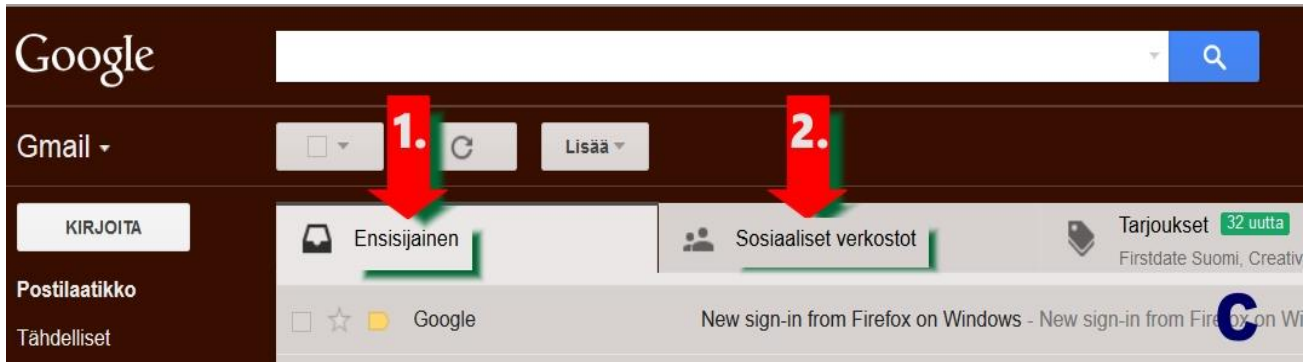 Google
Gmail
1.
Lisää
2.
KIRJOITA
Ensisijainen
Sosiaaliset verkostot
Tarjoukset 32 uutta
Firstdate Suomi, Creativ
Postilaatikko
Google New sign-in from Firefox on Windows - New sign-in from Firefox on Wi
C
Tähdelliset